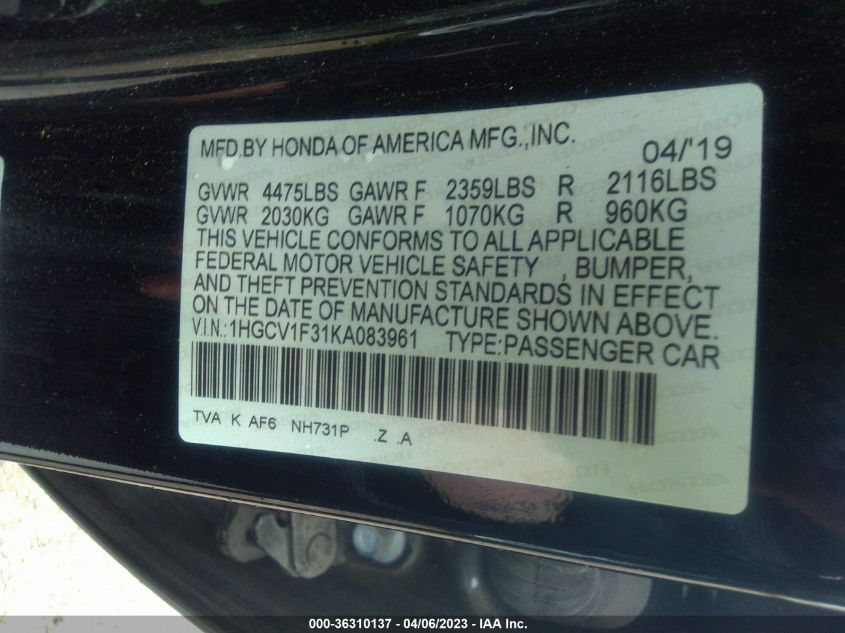 MFD.BY HONDA OF AMERICA MFG.,INC. 04/'19
GVWR 4475LBS GAWR F 2359LBS R 2116LBS
GVWR 2030KG GAWR F 1070KG R 960KG
THIS VEHICLE CONFORMS TO ALL APPLICABLE
FEDERAL MOTOR VEHICLE SAFETY , BUMPER,
AND THEFT PREVENTION STANDARDS IN EFFECT
ON THE DATE OF MANUFACTURE SHOWN ABOVE.
V.I.N.:1HGCV1F31KA083961 TYPE:PASSENGER CAR
TVA K AF6 NH731P .Z .A
000-36310137 - 04/06/2023 - IAA Inc.